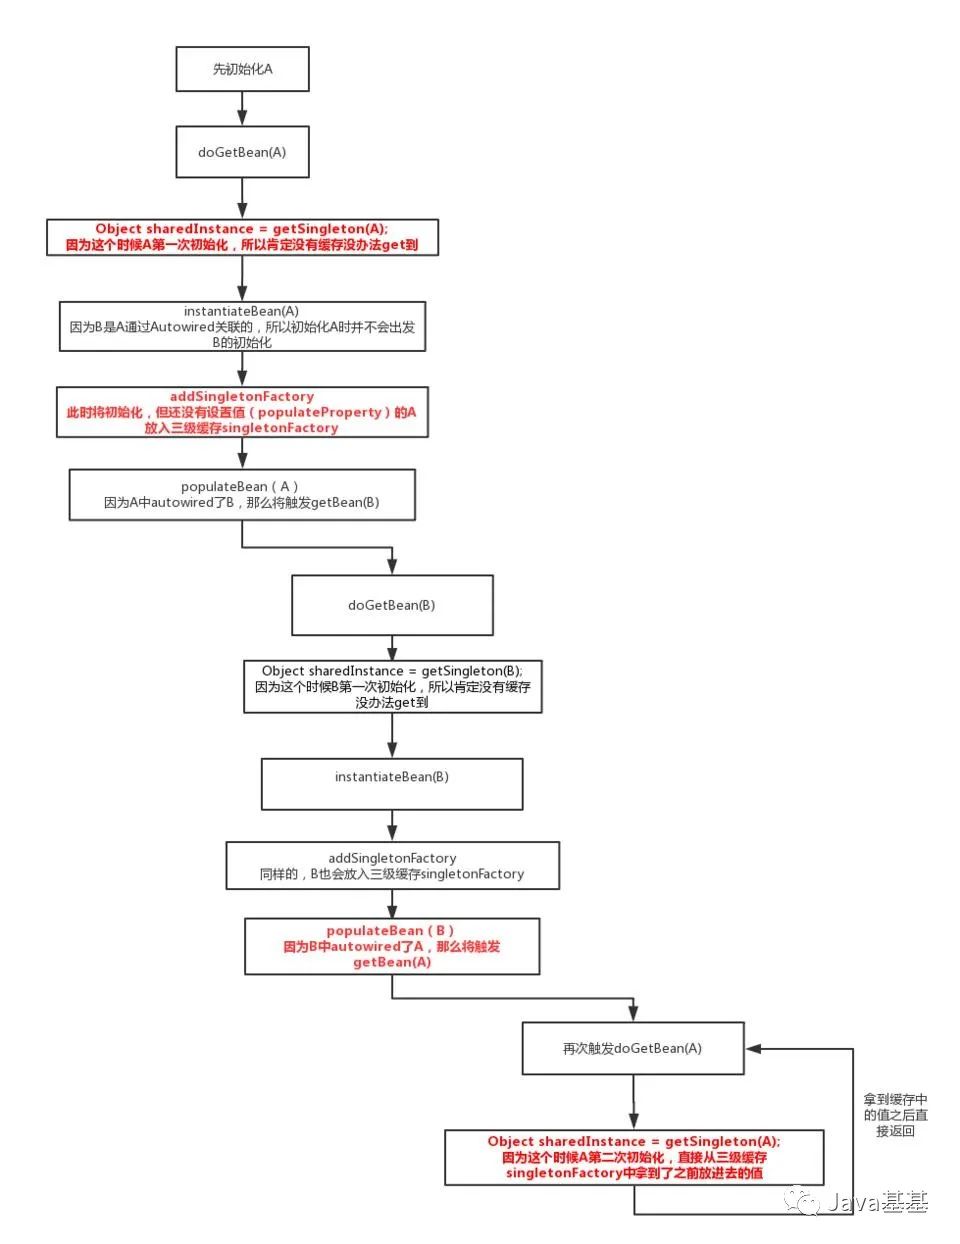 先初始化A
doGetBean(A)
Object sharedInstance = getSingleton(A);
因为这个时候A第一次初始化，所以肯定没有缓存没办法get到
instantiateBean(A)
因为B是A通过Autowired关联的，所以初始化A时并不会出发
B的初始化
addSingletonFactory
此时将初始化，但还没有设置值（populateProperty）的A
放入三级缓存singletonFactory
populateBean（A）
因为A中autowired了B，那么将触发getBean(B)
doGetBean(B)
Object sharedInstance = getSingleton(B);
因为这个时候B第一次初始化，所以肯定没有缓存
没办法get到
instantiateBean(B)
addSingletonFactory
同样的，B也会放入三级缓存singletonFactory
populateBean（B）
因为B中autowired了A，那么将触发
getBean(A)
再次触发doGetBean(A)
拿到缓存中
的值之后直
接返回
Object sharedInstance = getSingleton(A);
因为这个时候A第二次初始化，直接从三级缓存
singletonFactory中拿到了之前放进去的值
Java基基